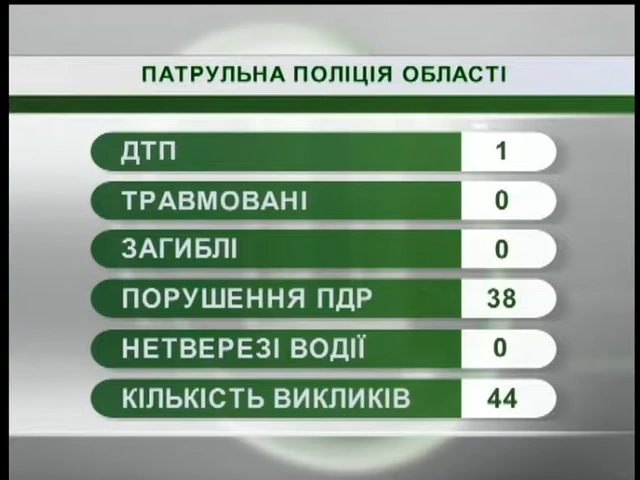 ПАТРУЛЬНА ПОЛІЦІЯ ОБЛАСТІ
ДТП 1
ТРАВМОВАНІ 0
ЗАГИБЛІ 0
ПОРУШЕННЯ ПДР 38
НЕТВЕРЕЗІ ВОДІЇ 0
КІЛЬКІСТЬ ВИКЛИКІВ 44